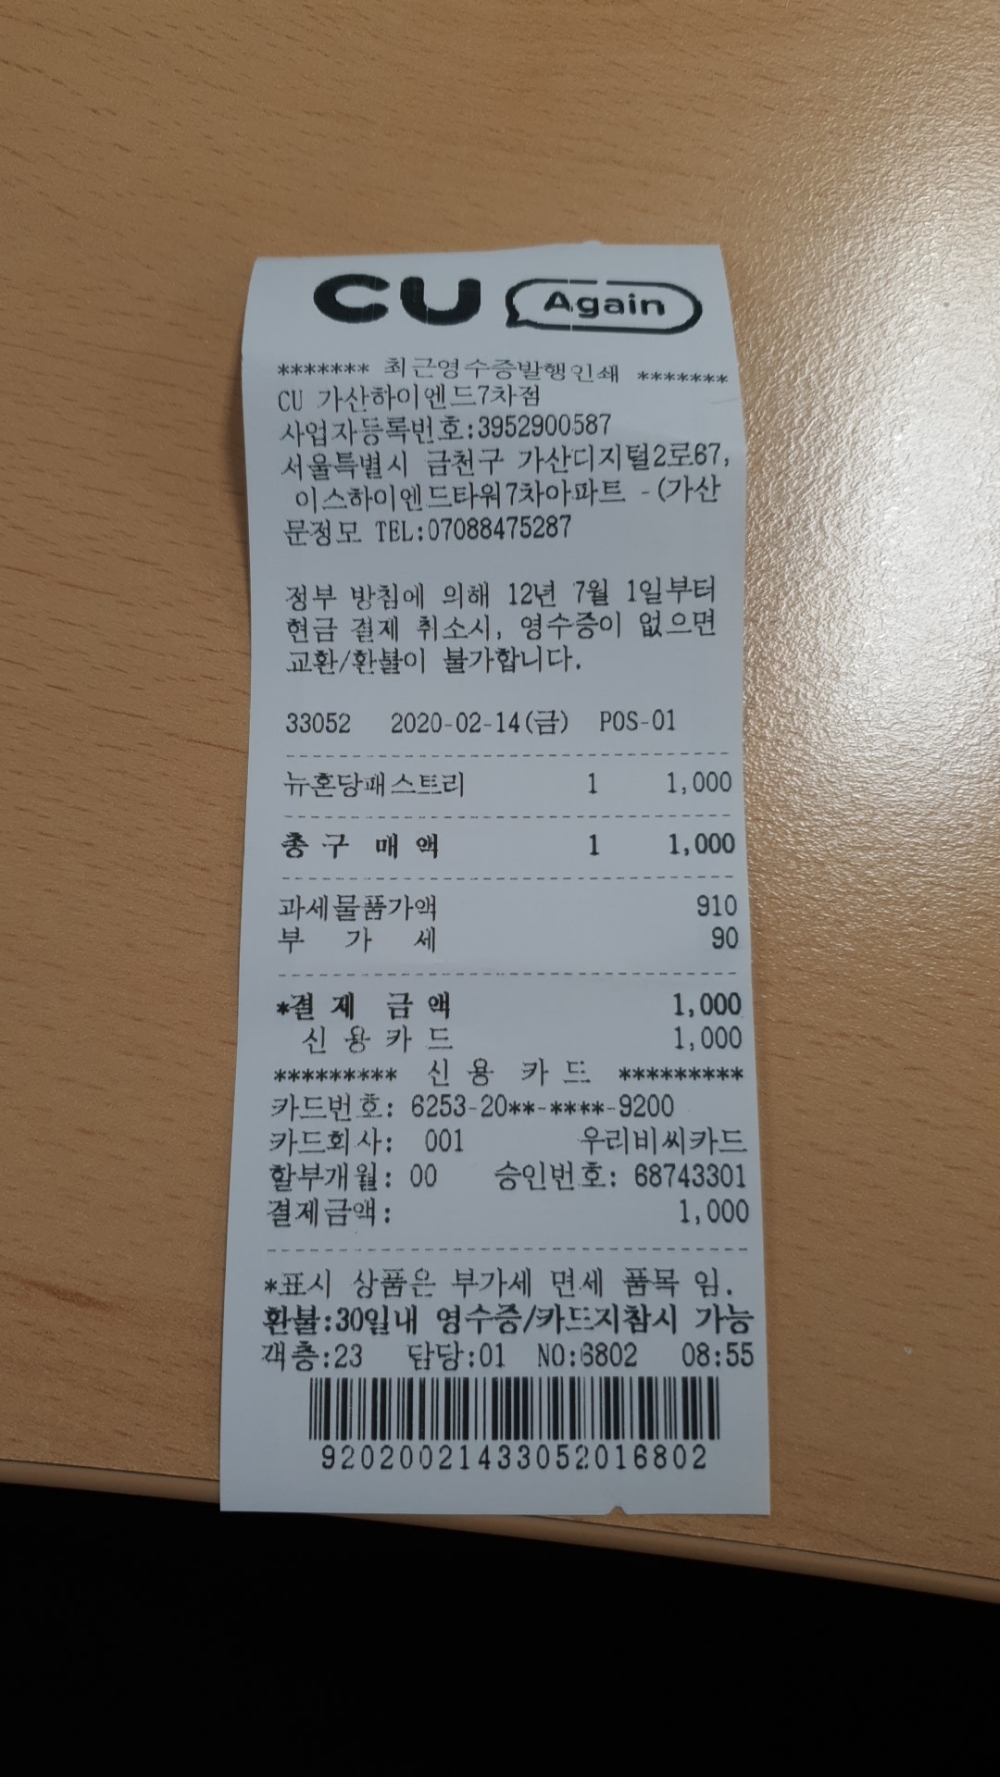 CU Again
******* 최근영수증발행인쇄 *******
CU 가산하이엔드7차점
사업자등록번호:3952900587
서울특별시 금천구 가산디지털2로67,
이스하이엔드타워7차아파트 -(가산
문정모 TEL:07088475287
정부 방침에 의해 12년 7월 1일부터
현금 결제 취소시, 영수증이 없으면
교환/환불이 불가합니다.
33052 2020-02-14(금) POS-01
뉴혼당패스트리 1 1,000
총 구 매 액 1 1,000
과세물품가액 910
부 가 세 90
*결 제 금 액 1,000
신 용 카 드 1,000
********* 신 용 카 드 *********
카드번호: 6253-20**-****-9200
카드회사: 001 우리비씨카드
할부개월: 00 승인번호: 68743301
결제금액: 1,000
*표시 상품은 부가세 면세 품목 임.
환불:30일내 영수증/카드지참시 가능
객층:23 담당:01 NO:6802 08:55
92020021433052016802